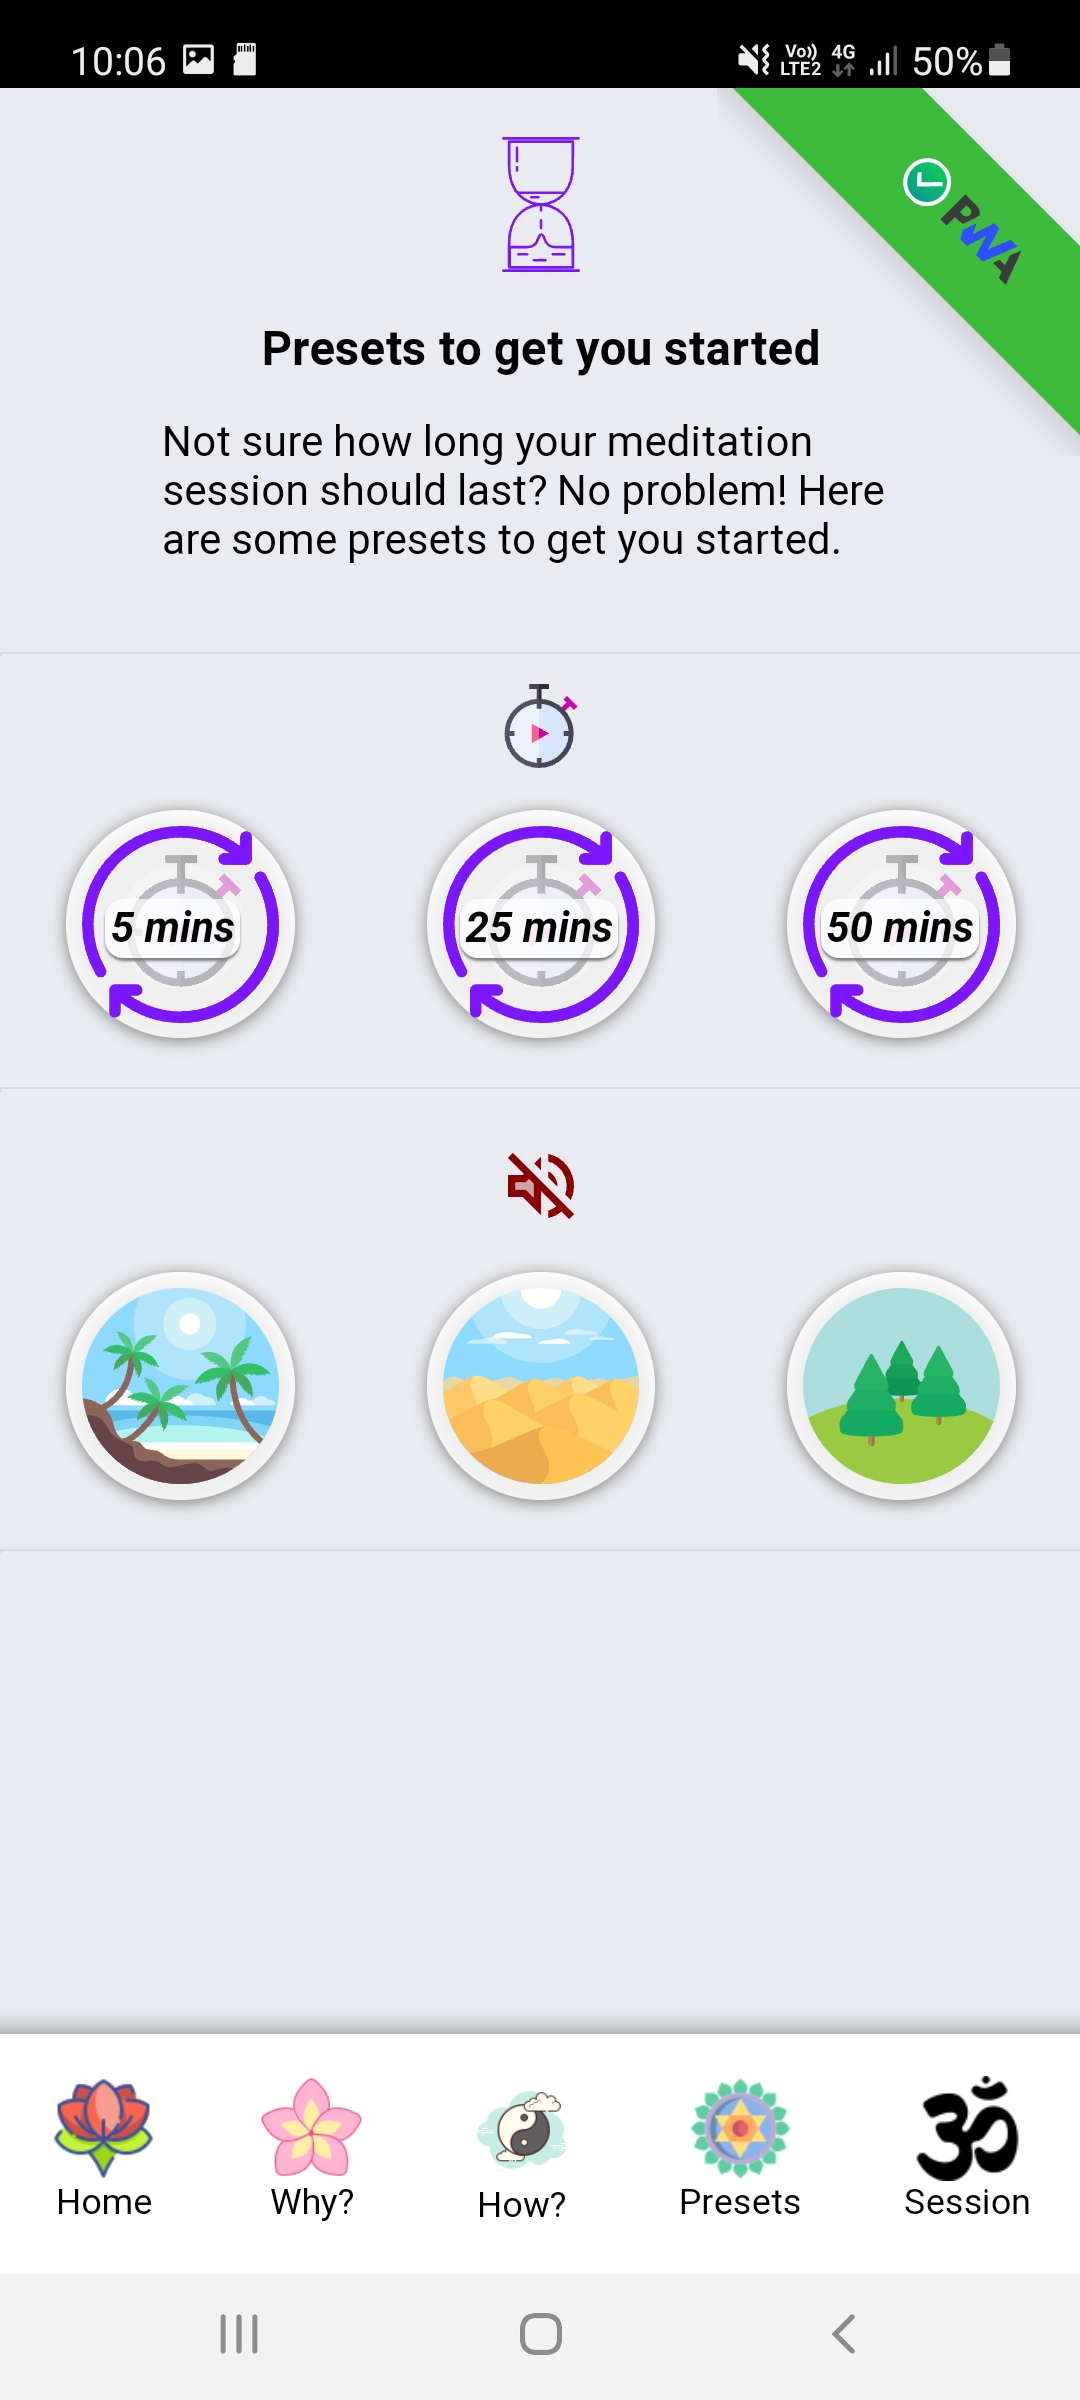 10:06
Vo))
LTE2
4G
50%
PWA
Presets to get you started
Not sure how long your meditation
session should last? No problem! Here
are some presets to get you started.
5 mins
25 mins
50 mins
Home
Why?
How?
Presets
Session